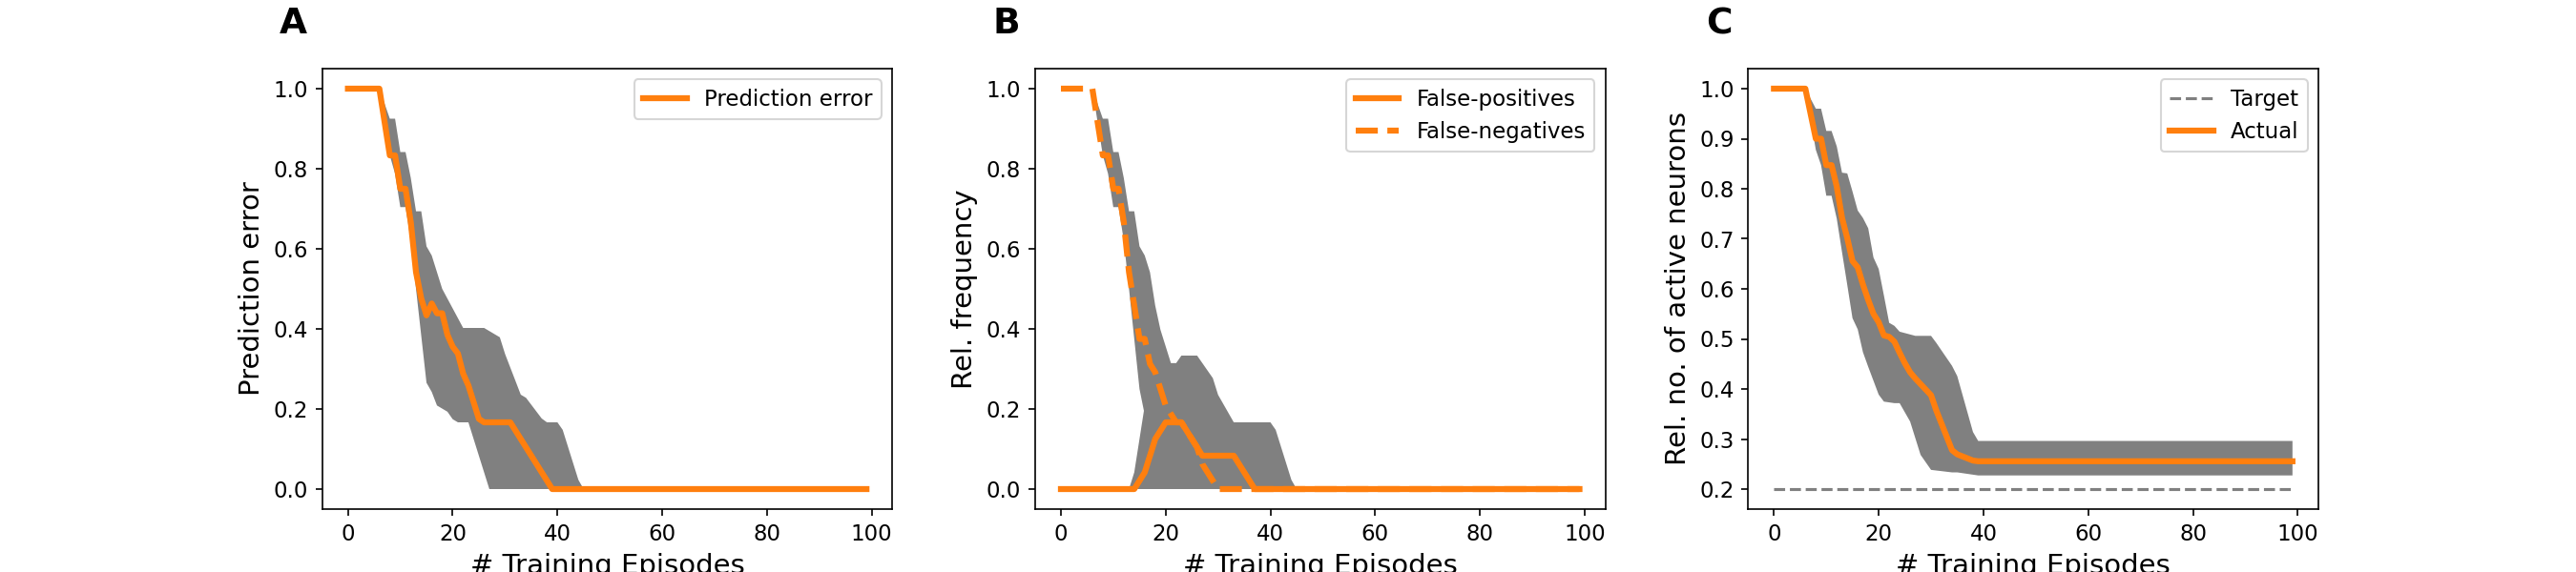 A
1.0
0.8
0.6
0.4
0.2
0.0
Prediction error
Prediction error
0 20 40 60 80 100
# Training Episodes
B
1.0
0.8
0.6
0.4
0.2
0.0
Rel. frequency
False-positives
False-negatives
0 20 40 60 80 100
# Training Episodes
C
1.0
0.9
0.8
0.7
0.6
0.5
0.4
0.3
0.2
Rel. no. of active neurons
Target
Actual
0 20 40 60 80 100
# Training Episodes